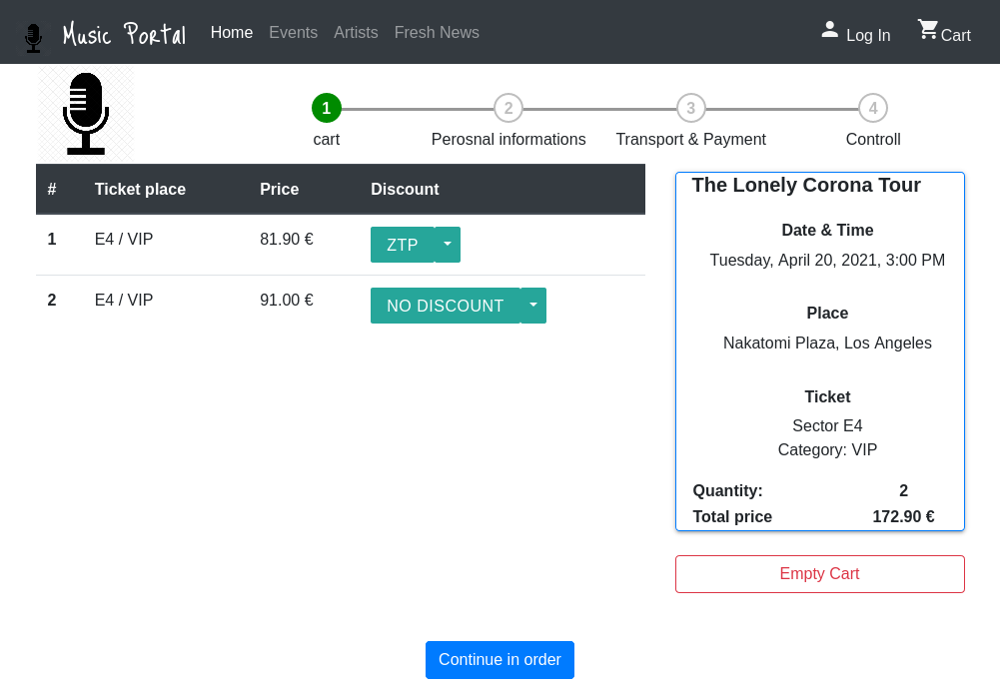 Music Portal Home Events Artists Fresh News Log In Cart
1 2 3 4
cart Perosnal informations Transport & Payment Controll
# Ticket place Price Discount
1 E4 / VIP 81.90 € ZTP
2 E4 / VIP 91.00 € NO DISCOUNT
The Lonely Corona Tour
Date & Time
Tuesday, April 20, 2021, 3:00 PM
Place
Nakatomi Plaza, Los Angeles
Ticket
Sector E4
Category: VIP
Quantity: 2
Total price 172.90 €
Empty Cart
Continue in order